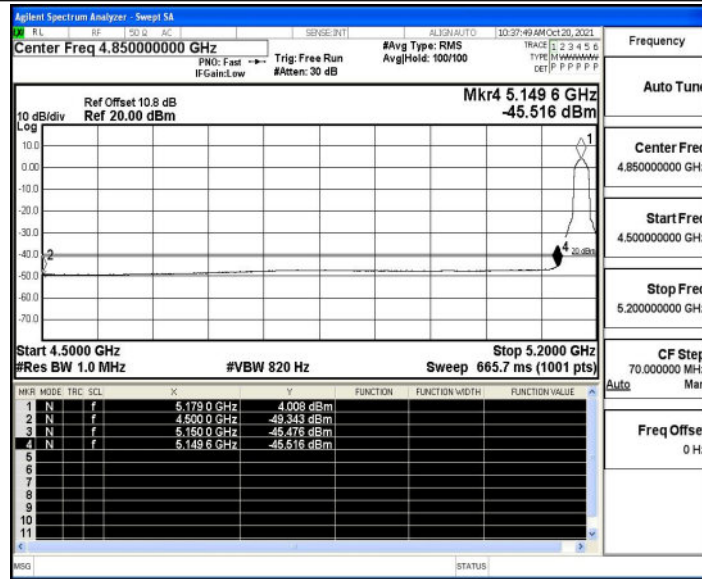 Agilent Spectrum Analyzer - Swept SA
RL RF 50 Ω AC SENSE:INT ALIGNAUTO 10:37:49 AM Oct 20, 2021
Center Freq 4.850000000 GHz
PNO: Fast
IFGain:Low
Trig: Free Run
#Atten: 30 dB
#Avg Type: RMS
Avg|Hold: 100/100
TRACE 1 2 3 4 5 6
TYPE MWWWWW
DET P P P P P P
Ref Offset 10.8 dB
Ref 20.00 dBm
10 dB/div
Log
Mkr4 5.149 6 GHz
-45.516 dBm
10.0
0.00
-10.0
-20.0
-30.0
-40.0
-50.0
-60.0
-70.0
1
2
4
Start 4.5000 GHz
#Res BW 1.0 MHz
#VBW 820 Hz
Stop 5.2000 GHz
Sweep 665.7 ms (1001 pts)
MKR MODE TRC SCL X Y FUNCTION FUNCTION WIDTH FUNCTION VALUE
1 N f 5.179 0 GHz 4.008 dBm
2 N f 4.500 0 GHz -49.343 dBm
3 N f 5.150 0 GHz -45.476 dBm
4 N f 5.149 6 GHz -45.516 dBm
5
6
7
8
9
10
11
MSG STATUS
Frequency
Auto Tune
Center Freq
4.850000000 GHz
Start Freq
4.500000000 GHz
Stop Freq
5.200000000 GHz
CF Step
70.000000 MHz
Auto Man
Freq Offset
0 Hz